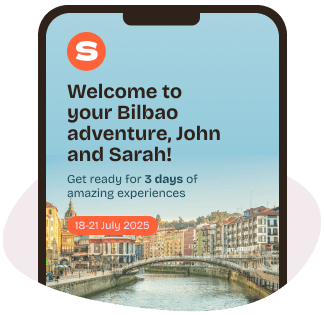 S
Welcome to
your Bilbao
adventure, John
and Sarah!
Get ready for 3 days of
amazing experiences
18-21 July 2025